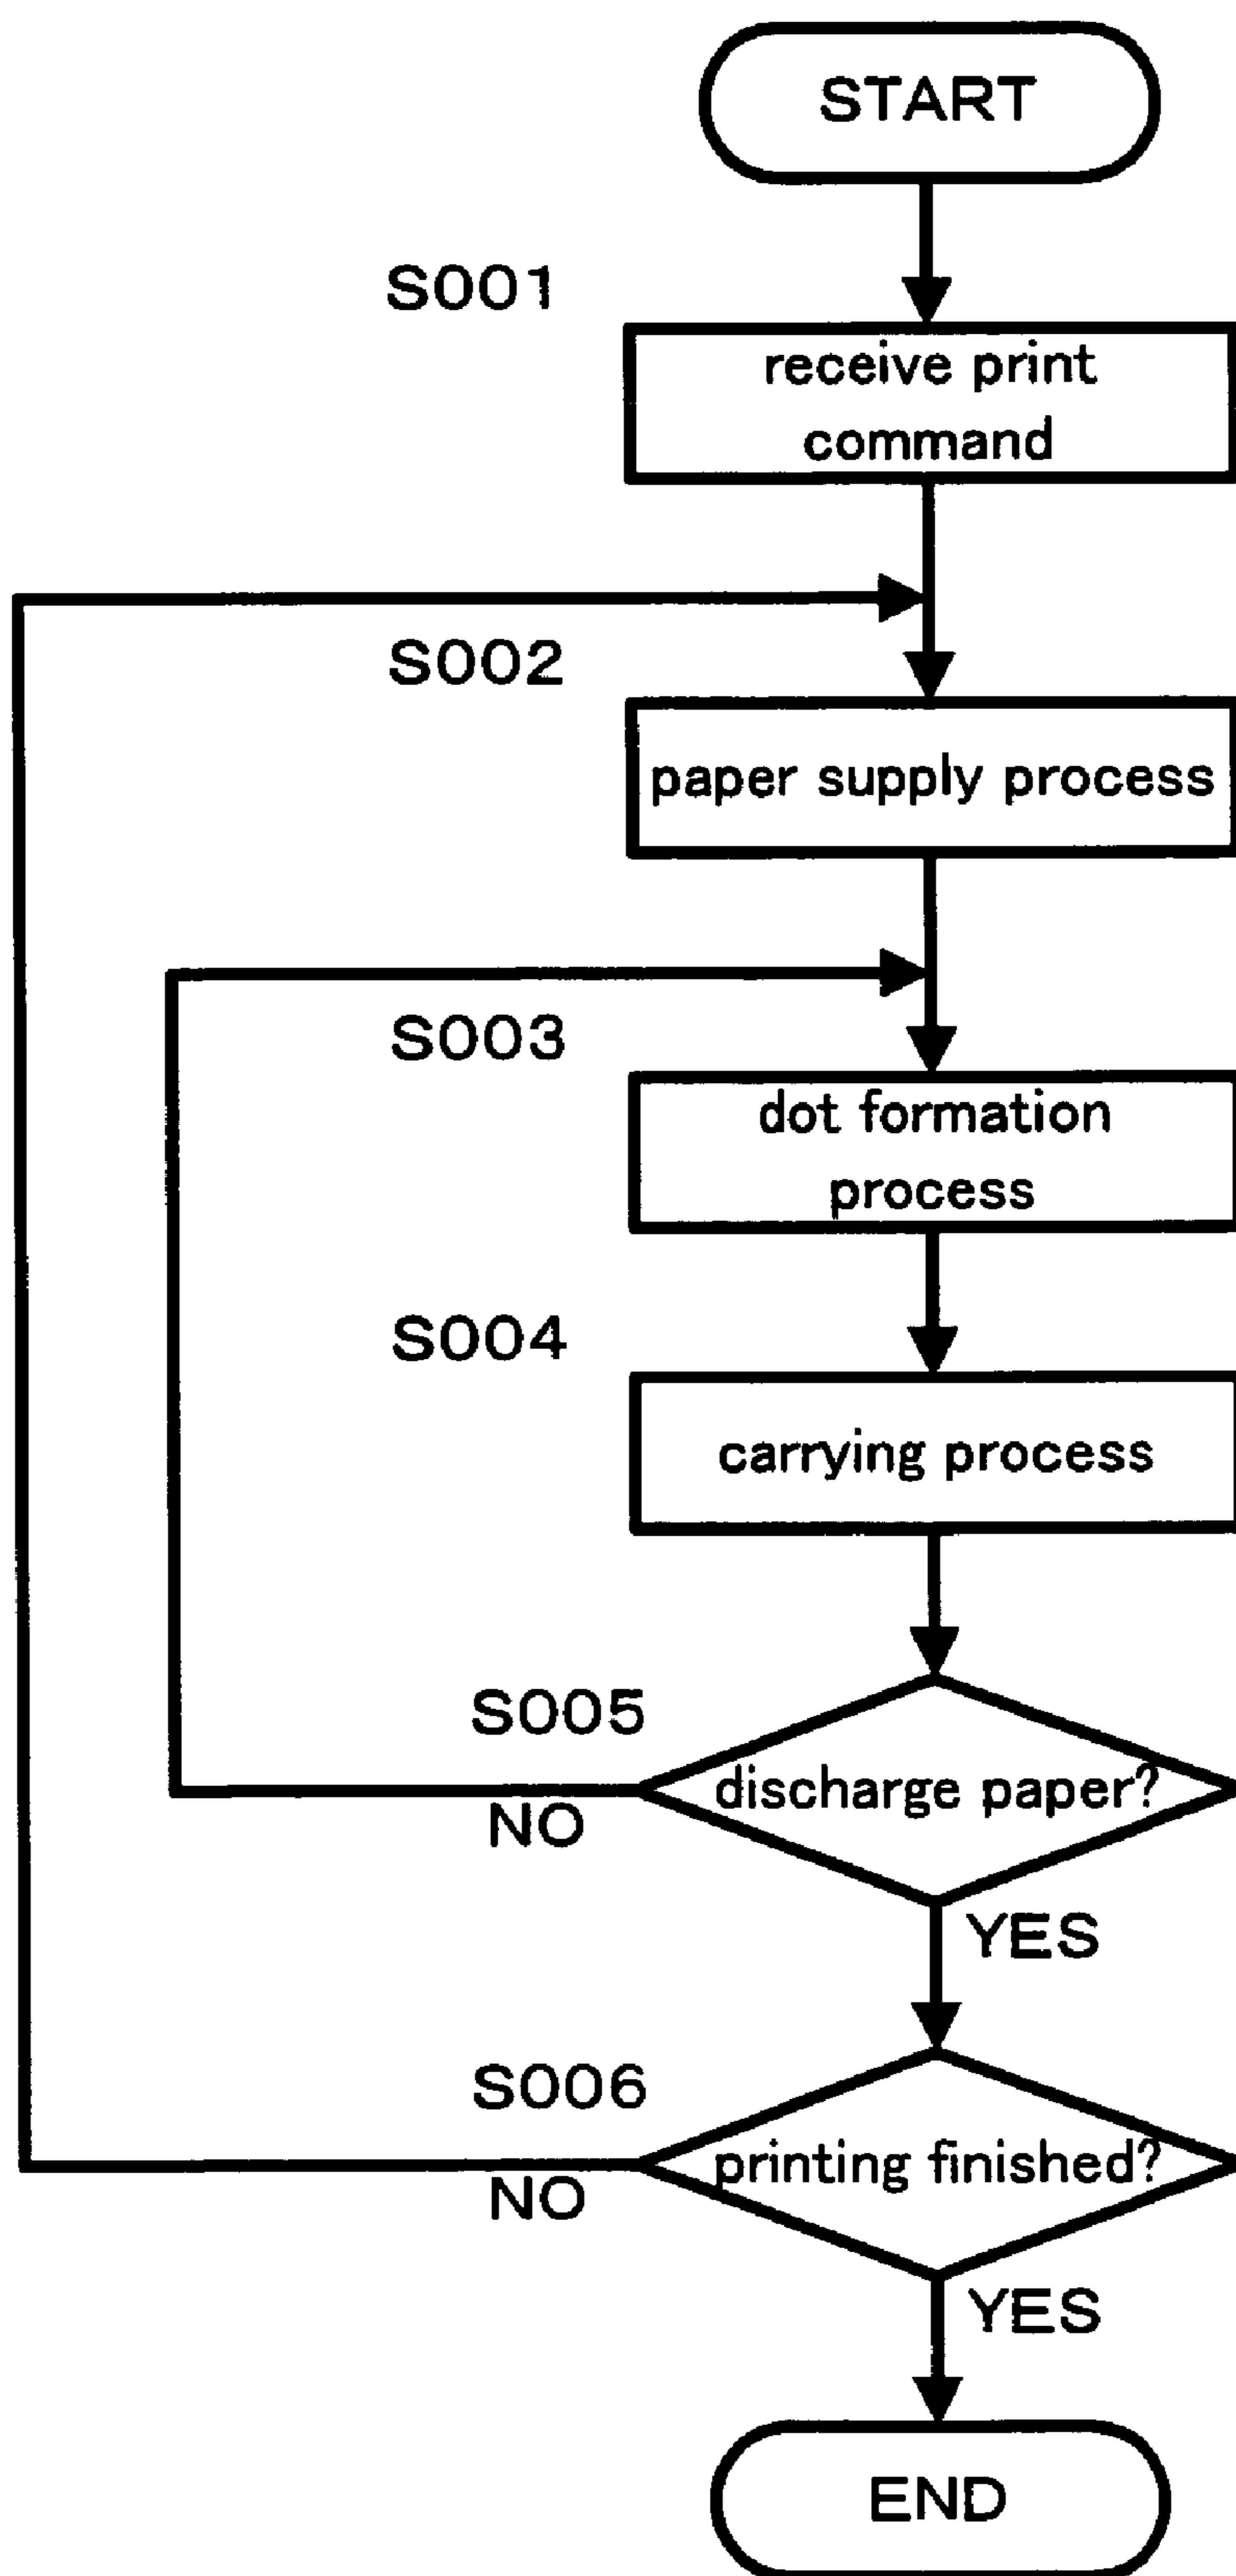 START
S001
receive print
command
S002
paper supply process
S003
dot formation
process
S004
carrying process
S005
discharge paper?
NO
YES
S006
printing finished?
NO
YES
END